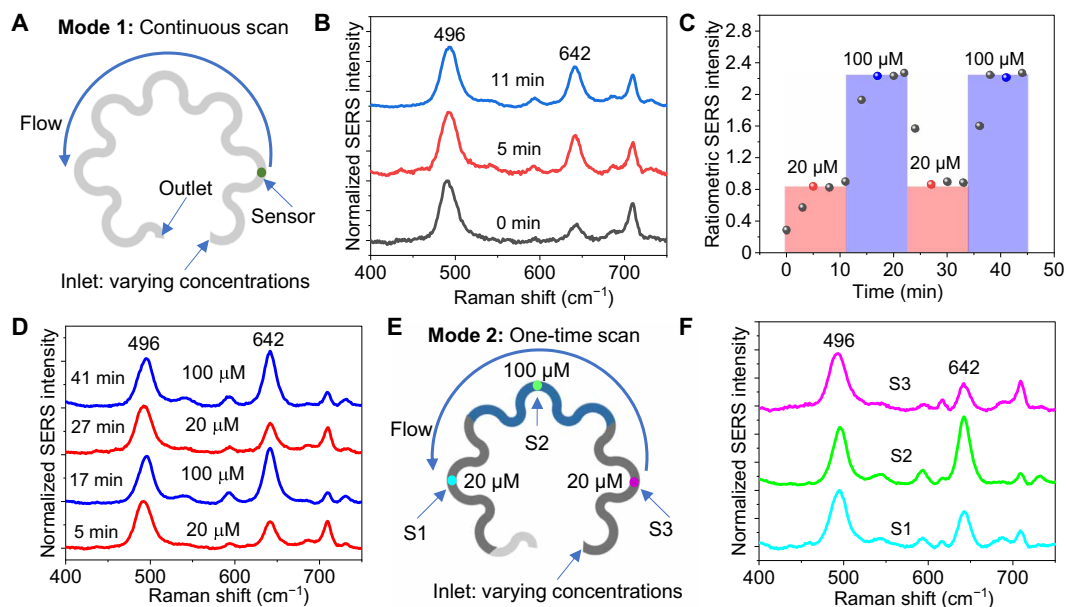 A
Mode 1: Continuous scan
Flow
Outlet
Sensor
Inlet: varying concentrations
B
Normalized SERS intensity
496
642
11 min
5 min
0 min
400 500 600 700
Raman shift (cm−1)
C
Ratiometric SERS intensity
2.8
2.4
2.0
1.6
1.2
0.8
0.4
0
100 μM
100 μM
20 μM
20 μM
0 10 20 30 40 50
Time (min)
D
Normalized SERS intensity
496
642
41 min 100 μM
27 min 20 μM
17 min 100 μM
5 min 20 μM
400 500 600 700
Raman shift (cm−1)
E
Mode 2: One-time scan
100 μM
Flow
S2
20 μM
20 μM
S1
S3
Inlet: varying concentrations
F
Normalized SERS intensity
496
642
S3
S2
S1
400 500 600 700
Raman shift (cm−1)